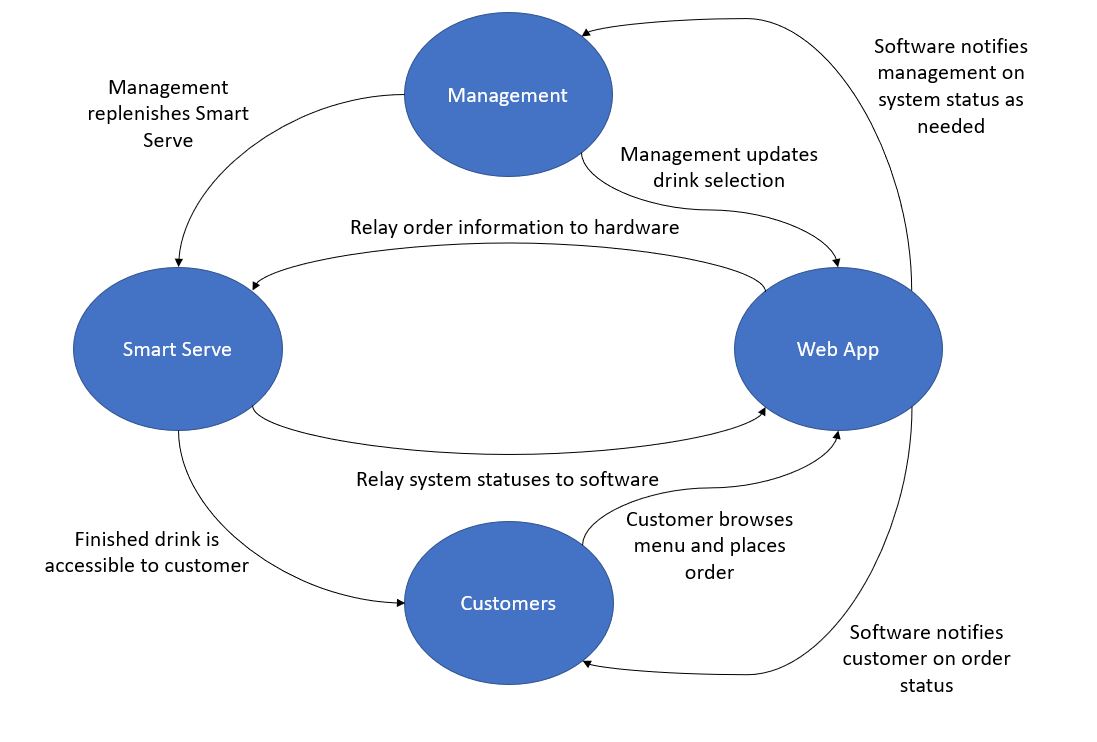 Software notifies
management on
system status as
needed
Management
replenishes Smart
Serve
Management
Management updates
drink selection
Relay order information to hardware
Smart Serve
Web App
Relay system statuses to software
Customer browses
menu and places
order
Finished drink is
accessible to customer
Customers
Software notifies
customer on order
status